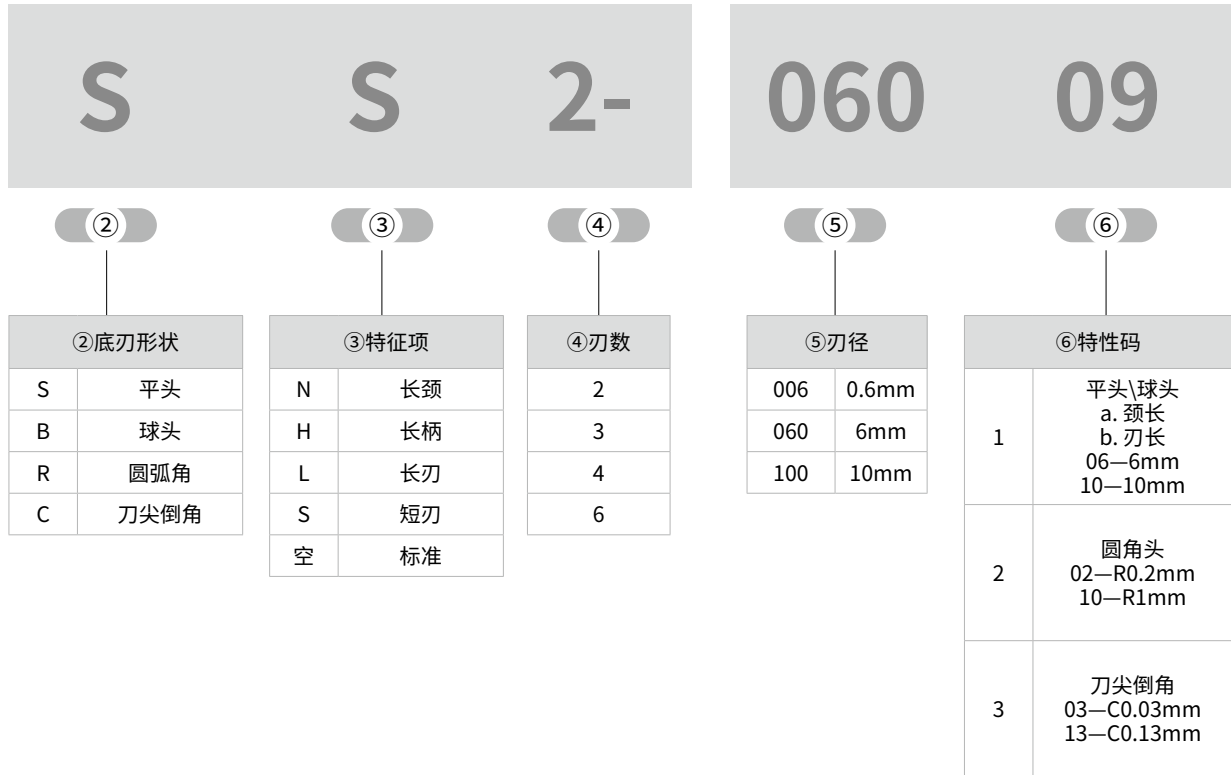 S S 2- 060 09
② ③ ④ ⑤ ⑥
②底刃形状
S 平头
B 球头
R 圆弧角
C 刀尖倒角
③特征项
N 长颈
H 长柄
L 长刃
S 短刃
空 标准
④刃数
2
3
4
6
⑤刃径
006 0.6mm
060 6mm
100 10mm
⑥特性码
1
平头\球头
a. 颈长
b. 刃长
06—6mm
10—10mm
2
圆角头
02—R0.2mm
10—R1mm
3
刀尖倒角
03—C0.03mm
13—C0.13mm